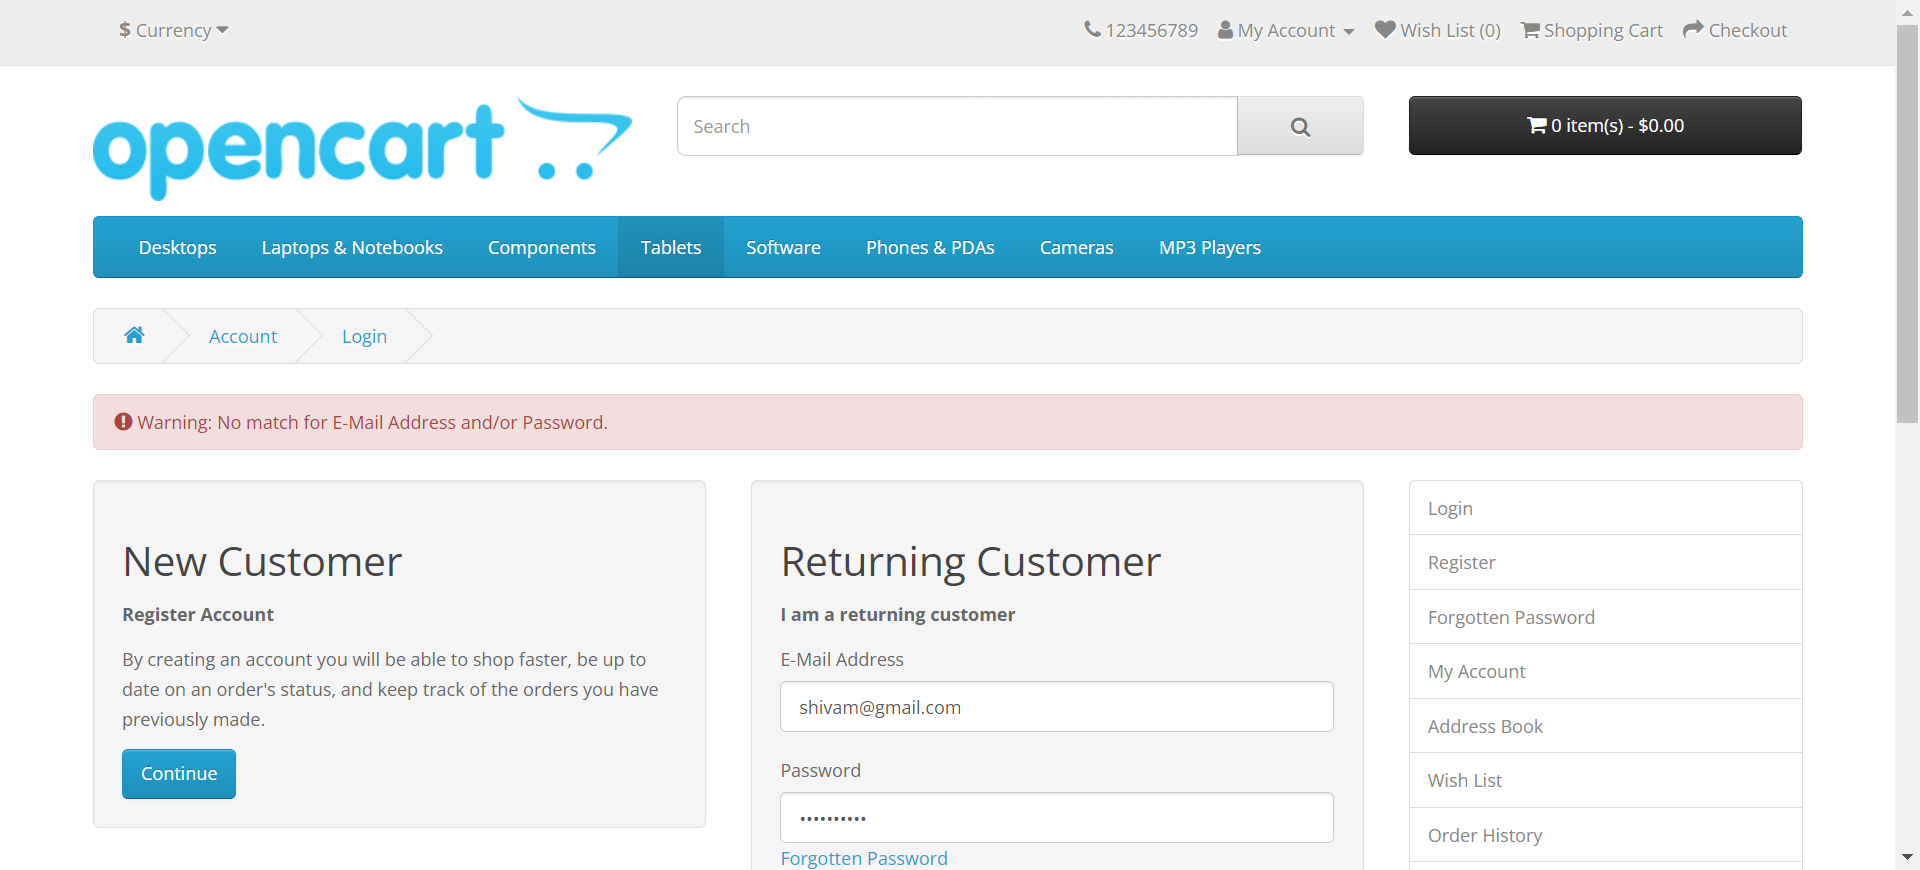 $ Currency
123456789 My Account Wish List (0) Shopping Cart Checkout
opencart
Search
0 item(s) - $0.00
Desktops Laptops & Notebooks Components Tablets Software Phones & PDAs Cameras MP3 Players
Account Login
Warning: No match for E-Mail Address and/or Password.
New Customer
Register Account
By creating an account you will be able to shop faster, be up to
date on an order's status, and keep track of the orders you have
previously made.
Continue
Returning Customer
I am a returning customer
E-Mail Address
shivam@gmail.com
Password
••••••••••
Forgotten Password
Login
Register
Forgotten Password
My Account
Address Book
Wish List
Order History